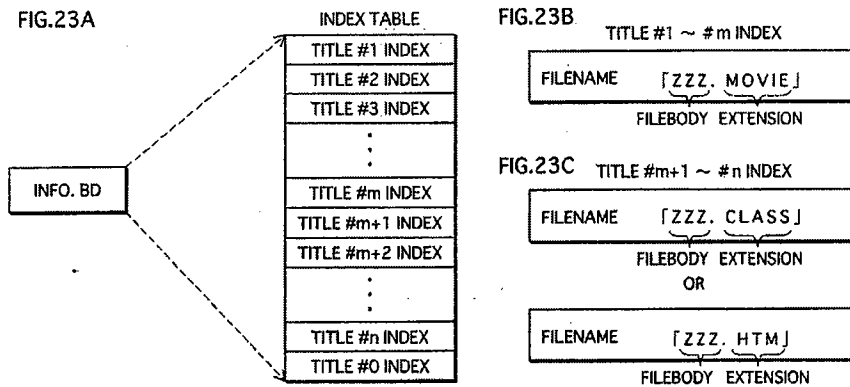 FIG.23A
INDEX TABLE
TITLE #1 INDEX
TITLE #2 INDEX
TITLE #3 INDEX
TITLE #m INDEX
TITLE #m+1 INDEX
TITLE #m+2 INDEX
TITLE #n INDEX
TITLE #0 INDEX
INFO. BD
FIG.23B
TITLE #1 ~ #m INDEX
FILENAME 「ZZZ. MOVIE」
FILEBODY EXTENSION
FIG.23C
TITLE #m+1 ~ #n INDEX
FILENAME 「ZZZ. CLASS」
FILEBODY EXTENSION
OR
FILENAME 「ZZZ. HTM」
FILEBODY EXTENSION